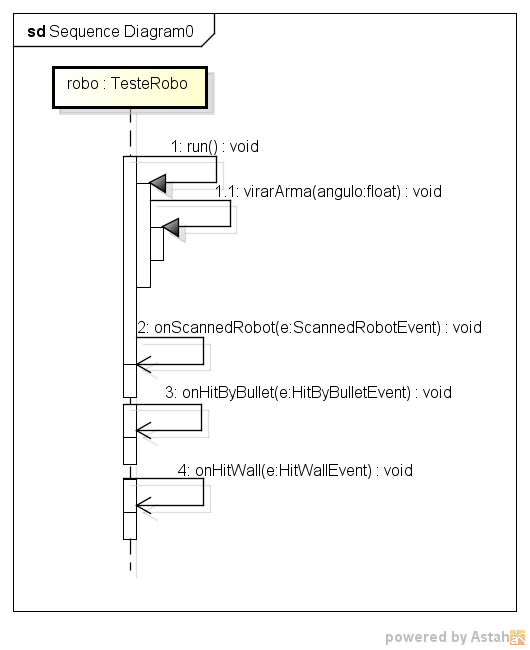 sd Sequence Diagram0
robo : TesteRobo
1: run() : void
1.1: virarArma(angulo:float) : void
2: onScannedRobot(e:ScannedRobotEvent) : void
3: onHitByBullet(e:HitByBulletEvent) : void
4: onHitWall(e:HitWallEvent) : void
powered by Astah